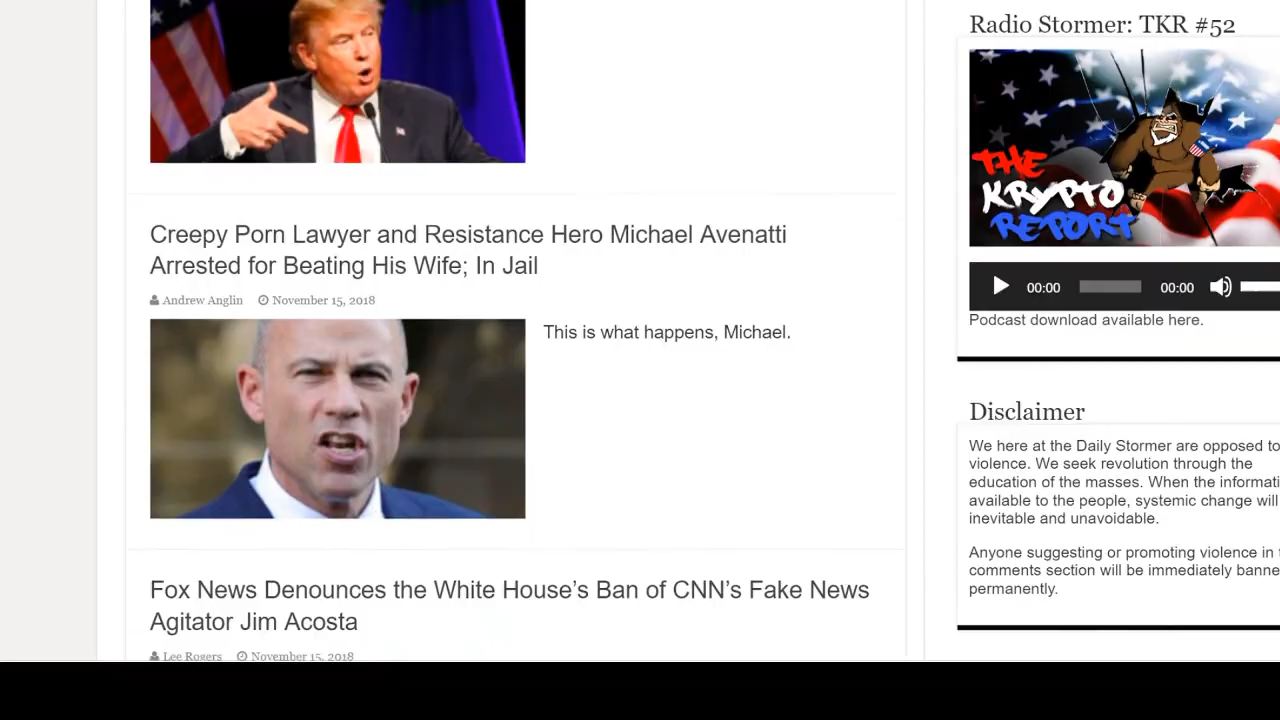 Creepy Porn Lawyer and Resistance Hero Michael Avenatti
Arrested for Beating His Wife; In Jail
Andrew Anglin November 15, 2018
This is what happens, Michael.
Fox News Denounces the White House’s Ban of CNN’s Fake News
Agitator Jim Acosta
Lee Rogers November 15, 2018
Radio Stormer: TKR #52
THE
KRYPTO
REPORT
00:00 00:00
Podcast download available here.
Disclaimer
We here at the Daily Stormer are opposed to
violence. We seek revolution through the
education of the masses. When the informati
available to the people, systemic change will
inevitable and unavoidable.
Anyone suggesting or promoting violence in
comments section will be immediately banne
permanently.